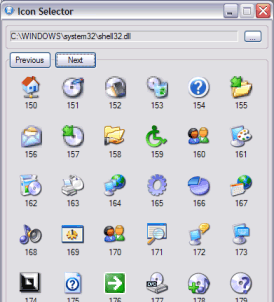 Icon Selector
C:\WINDOWS\system32\shell32.dll
...
Previous Next
150 151 152 153 154 155
156 157 158 159 160 161
162 163 164 165 166 167
168 169 170 171 172 173
174 175 176 177 178 179